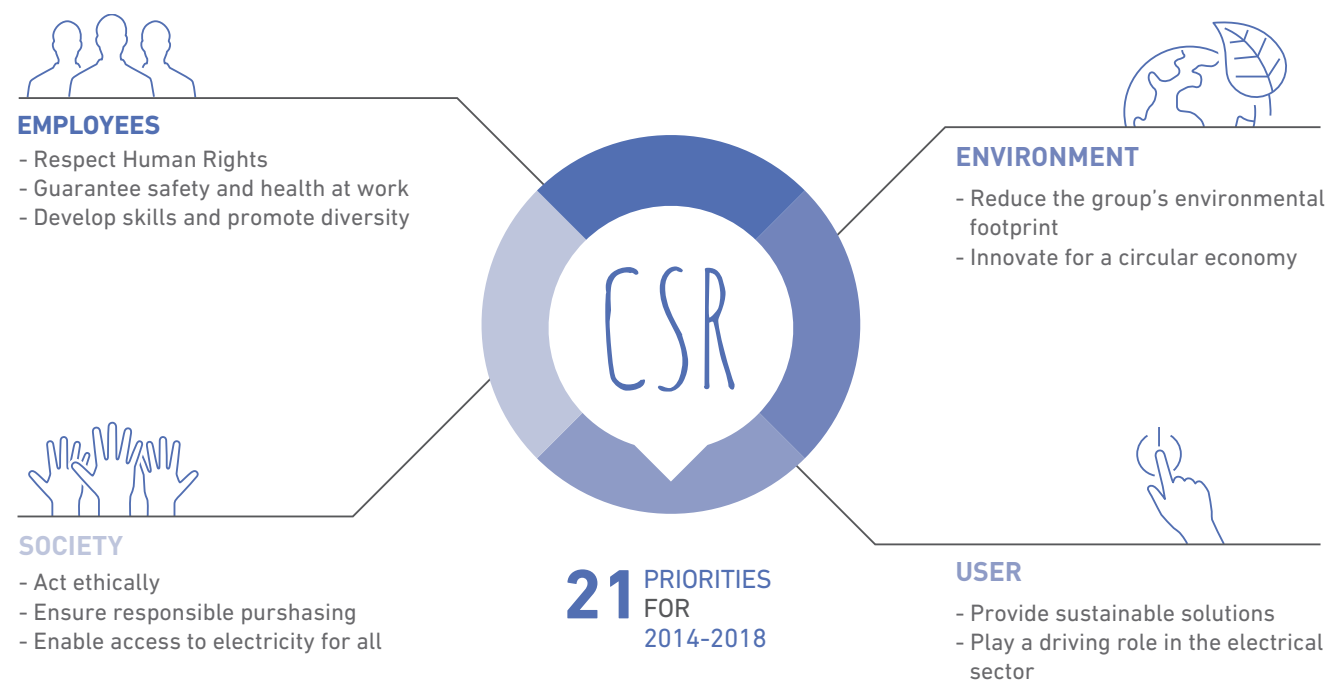 EMPLOYEES
- Respect Human Rights
- Guarantee safety and health at work
- Develop skills and promote diversity
ENVIRONMENT
- Reduce the group's environmental
footprint
- Innovate for a circular economy
CSR
SOCIETY
- Act ethically
- Ensure responsible purshasing
- Enable access to electricity for all
21 PRIORITIES
FOR
2014-2018
USER
- Provide sustainable solutions
- Play a driving role in the electrical
sector